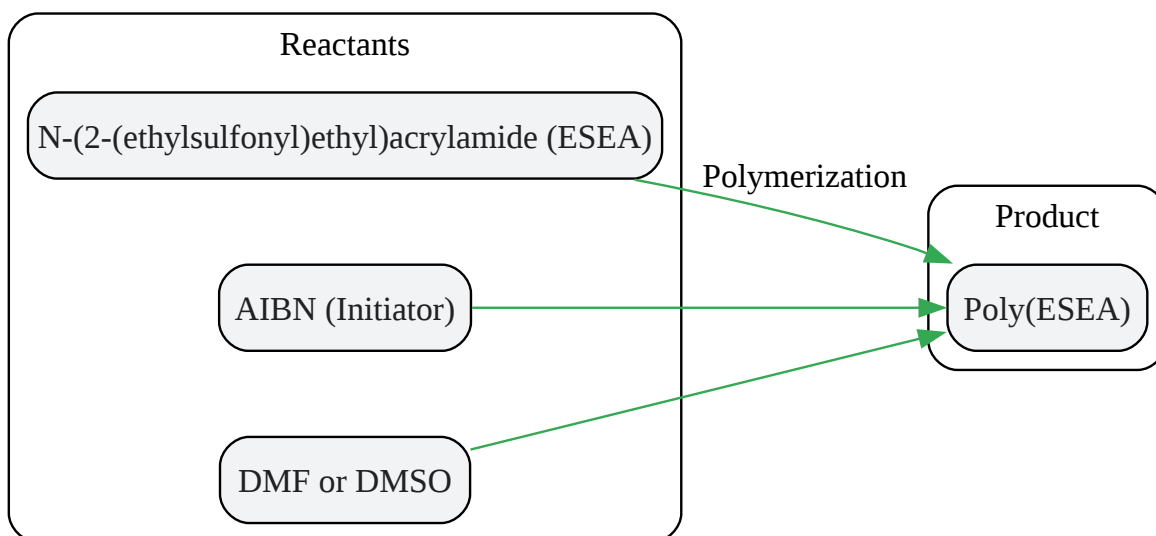 Reactants
N-(2-(ethylsulfonyl)ethyl)acrylamide (ESEA)
Polymerization
Product
AIBN (Initiator)
Poly(ESEA)
DMF or DMSO